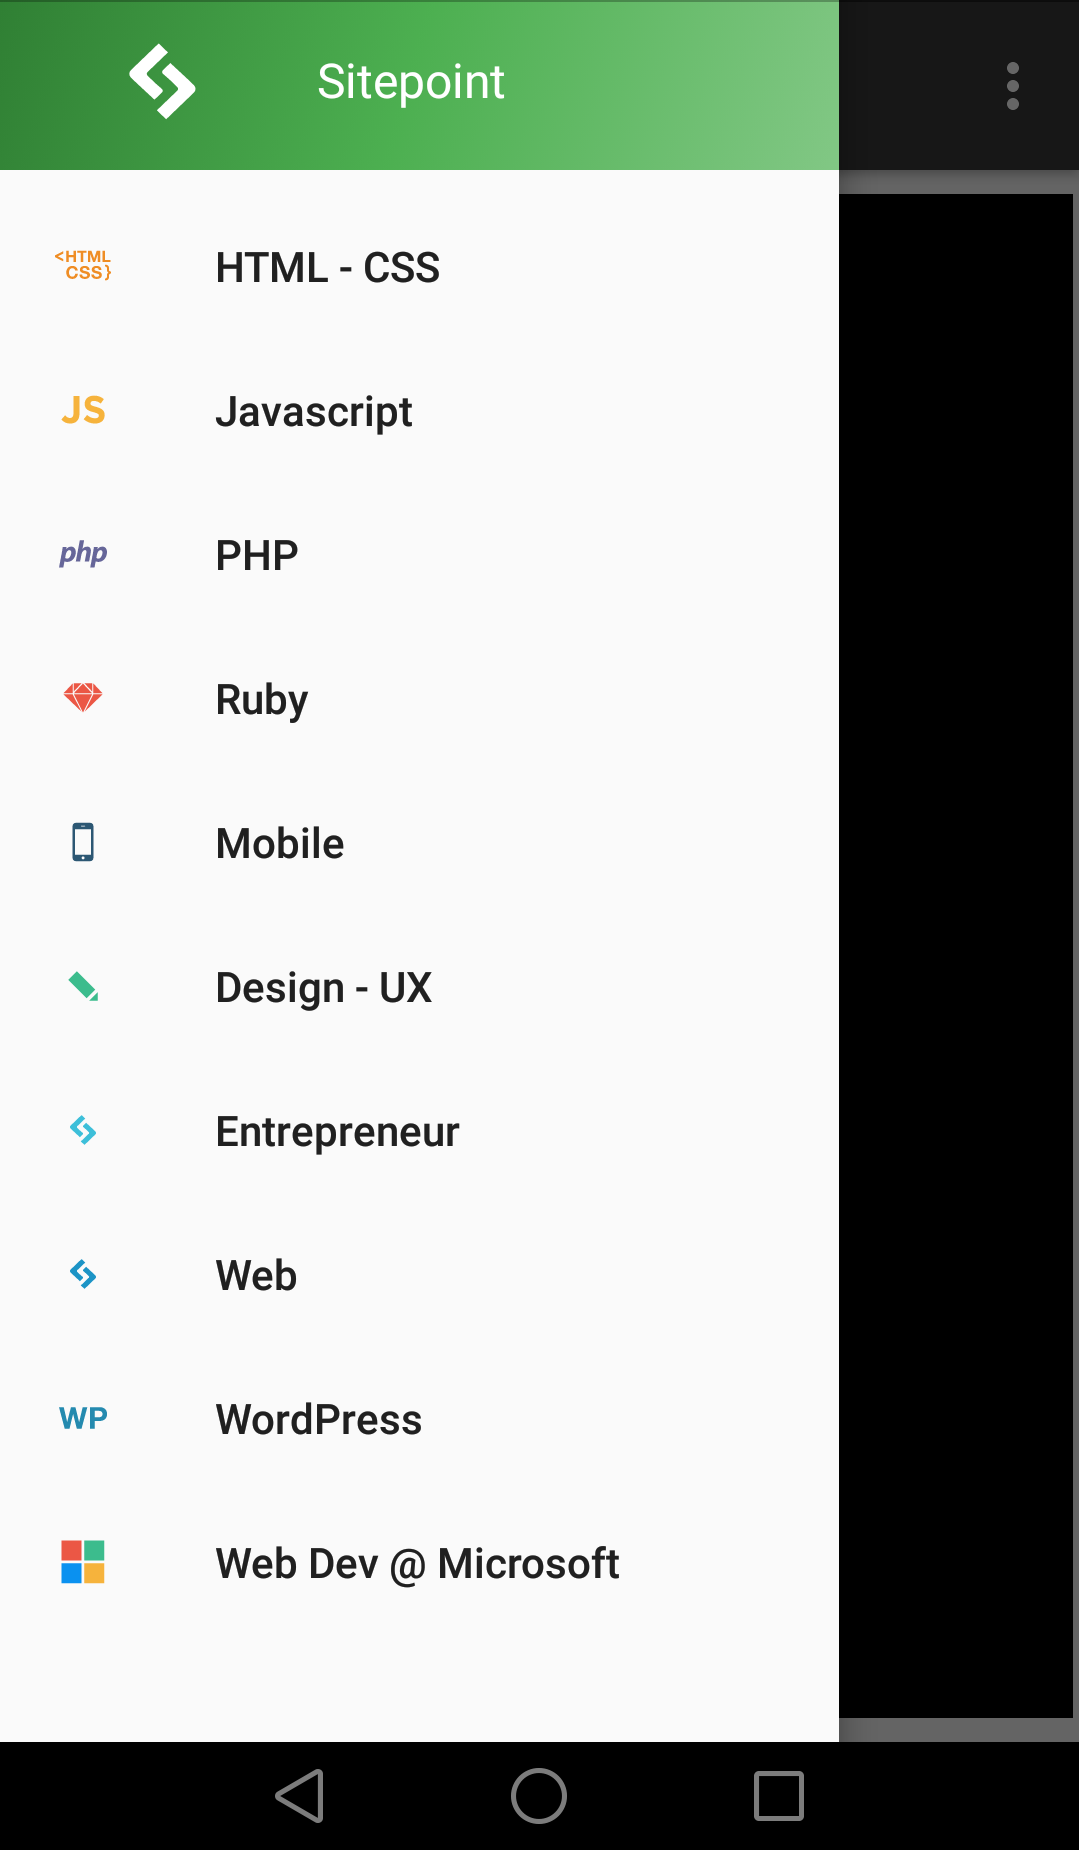 Sitepoint
<HTML
CSS}
HTML - CSS
JS
Javascript
php
PHP
Ruby
Mobile
Design - UX
Entrepreneur
Web
WP
WordPress
Web Dev @ Microsoft